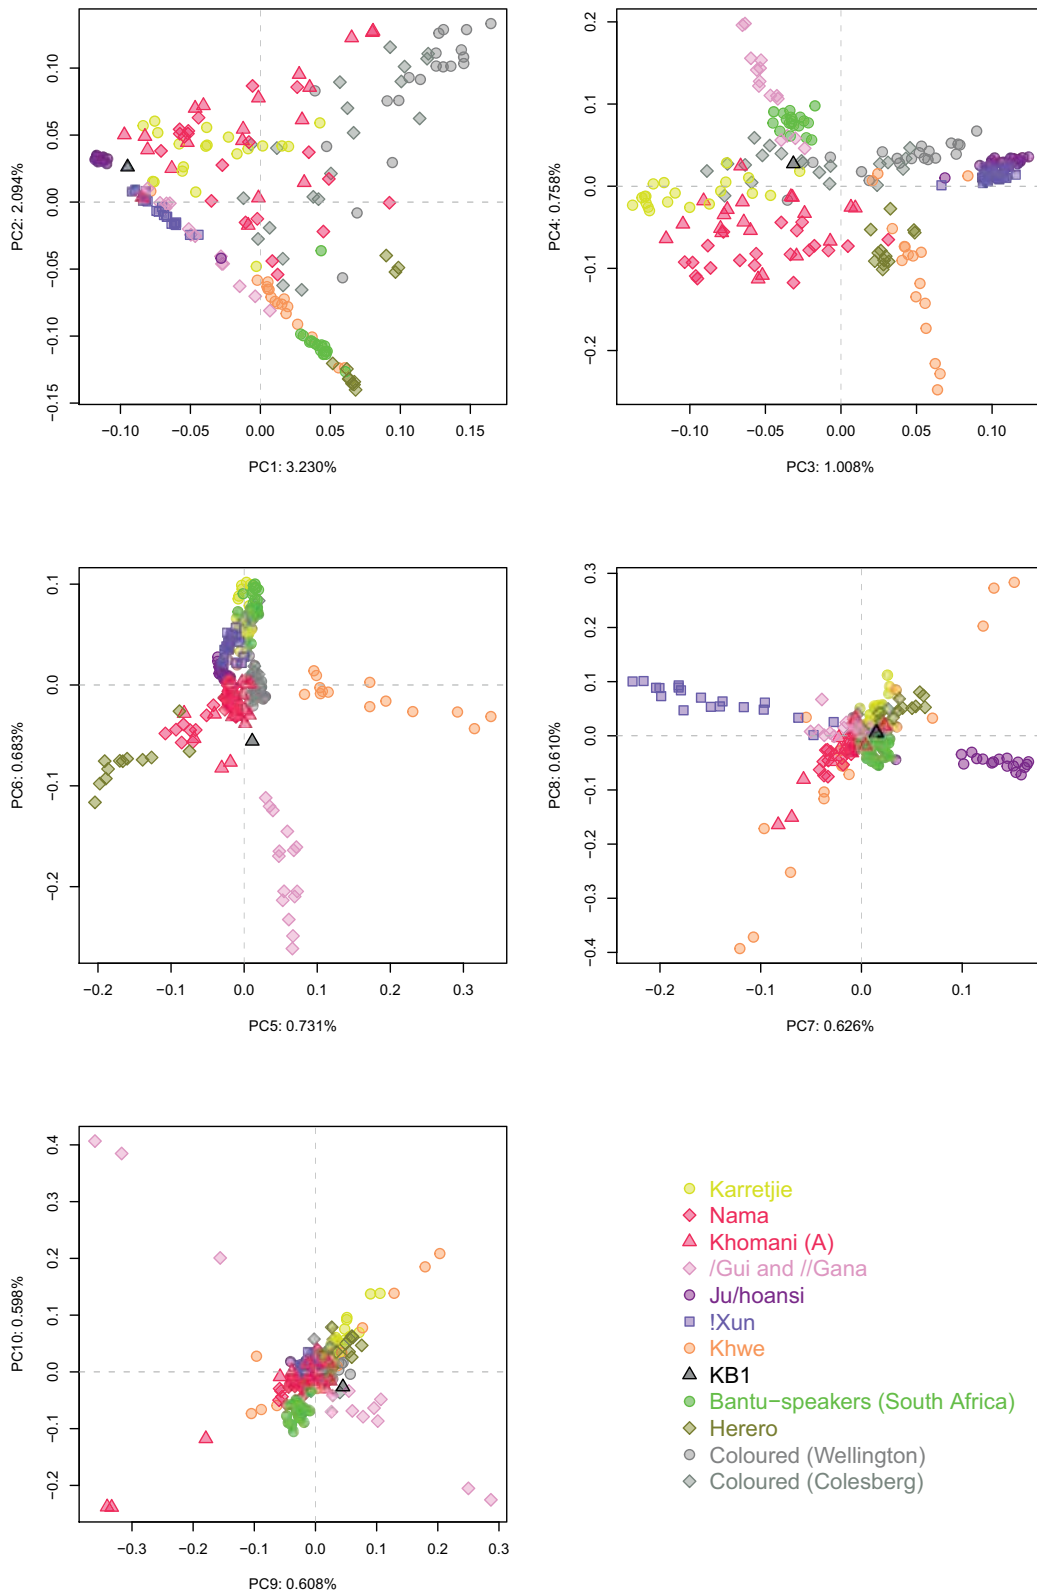 0.10
0.05
0.00
−0.05
−0.10
−0.15
PC2: 2.094%
−0.10 −0.05 0.00 0.05 0.10 0.15
PC1: 3.230%
0.2
0.1
0.0
−0.1
−0.2
PC4: 0.758%
−0.10 −0.05 0.00 0.05 0.10
PC3: 1.008%
0.1
0.0
−0.1
−0.2
PC6: 0.683%
−0.2 −0.1 0.0 0.1 0.2 0.3
PC5: 0.731%
0.3
0.2
0.1
0.0
−0.1
−0.2
−0.3
−0.4
PC8: 0.610%
−0.2 −0.1 0.0 0.1
PC7: 0.626%
0.4
0.3
0.2
0.1
0.0
−0.1
−0.2
PC10: 0.598%
−0.3 −0.2 −0.1 0.0 0.1 0.2 0.3
PC9: 0.608%
Karretjie
Nama
Khomani (A)
/Gui and //Gana
Ju/hoansi
!Xun
Khwe
KB1
Bantu−speakers (South Africa)
Herero
Coloured (Wellington)
Coloured (Colesberg)